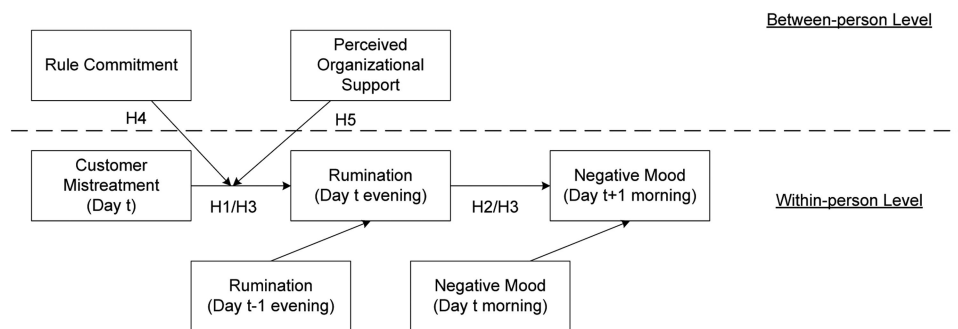 Between-person Level
Rule Commitment
Perceived
Organizational
Support
H4
H5
Customer
Mistreatment
(Day t)
H1/H3
Rumination
(Day t evening)
H2/H3
Negative Mood
(Day t+1 morning)
Within-person Level
Rumination
(Day t-1 evening)
Negative Mood
(Day t morning)